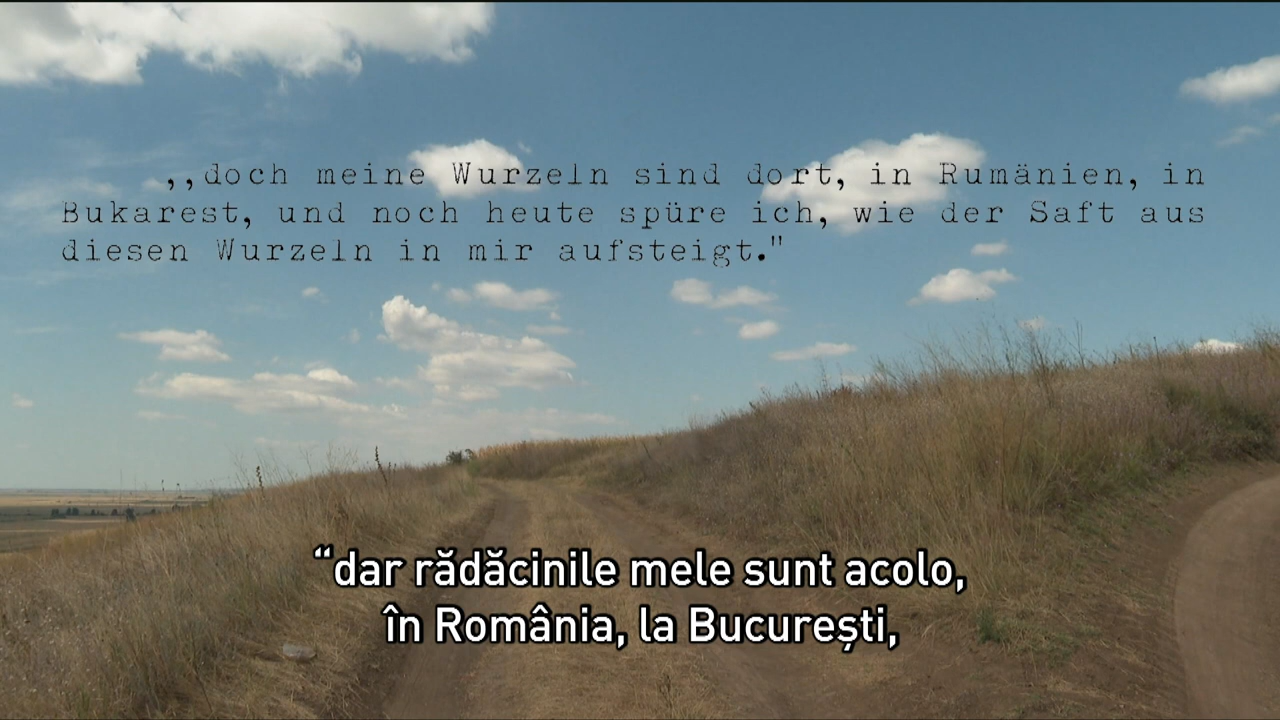 ,,doch meine Wurzeln sind dort, in Rumänien, in
Bukarest, und noch heute spüre ich, wie der Saft aus
diesen Wurzeln in mir aufsteigt."
“dar rădăcinile mele sunt acolo,
în România, la București,